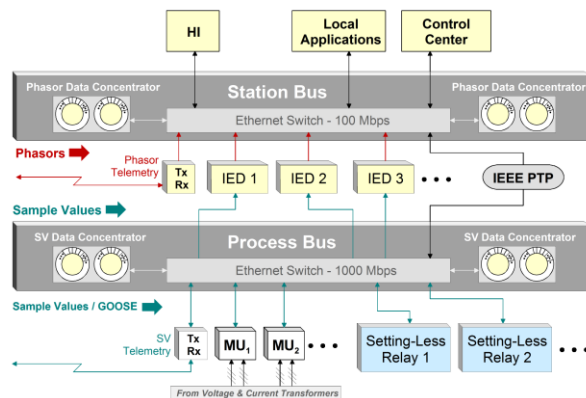 HI
Local
Applications
Control
Center
Phasor Data Concentrator
Station Bus
Phasor Data Concentrator
Ethernet Switch - 100 Mbps
Phasors
Phasor
Telemetry
Tx
Rx
IED 1
IED 2
IED 3
IEEE PTP
Sample Values
SV Data Concentrator
Process Bus
SV Data Concentrator
Ethernet Switch - 1000 Mbps
Sample Values / GOOSE
SV
Telemetry
Tx
Rx
MU1
MU2
Setting-Less
Relay 1
Setting-Less
Relay 2
From Voltage & Current Transformers